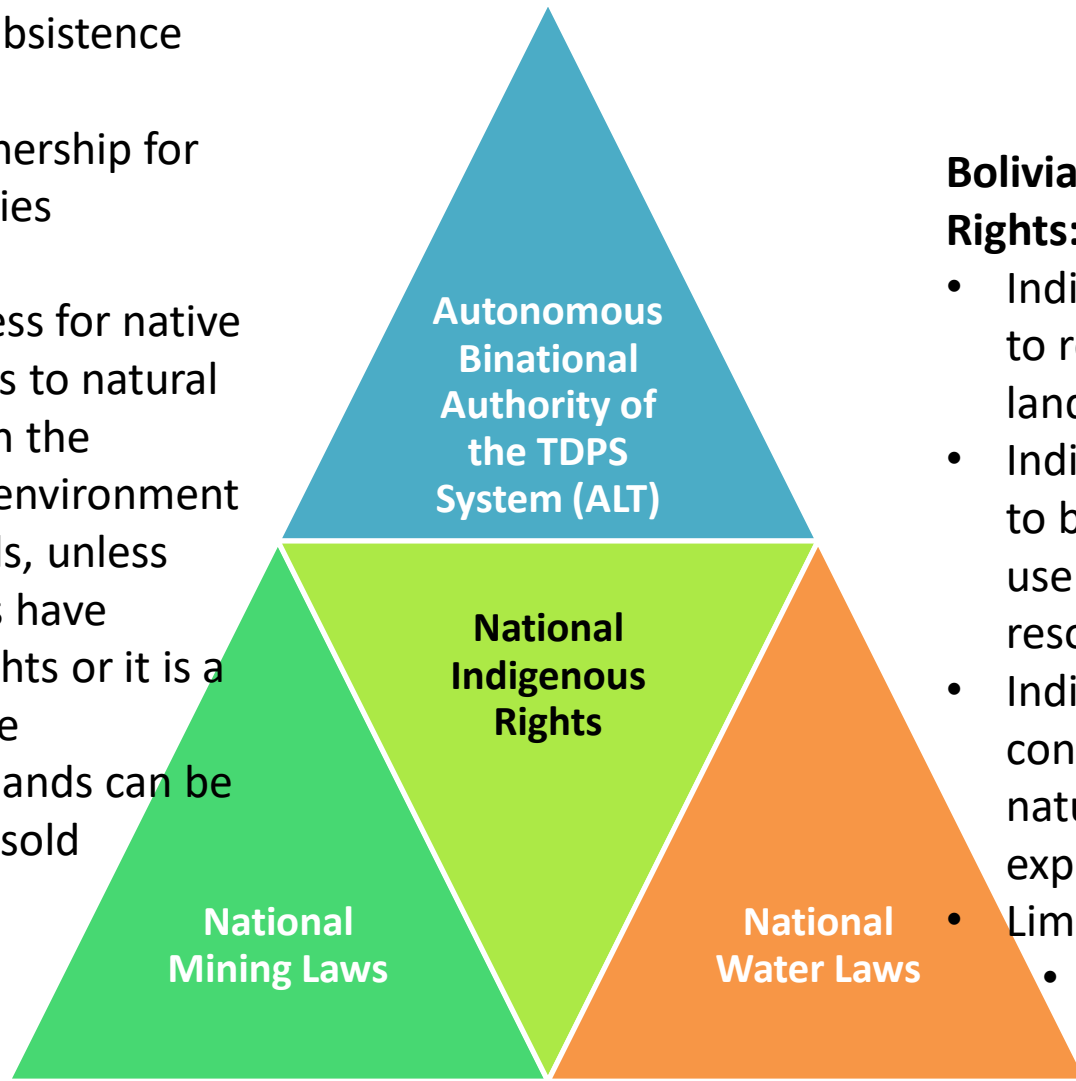 bsistence
nership for
ies
ess for native
s to natural
n the
environment
ls, unless
s have
hts or it is a
e
ands can be
sold
Autonomous
Binational
Authority of
the TDPS
System (ALT)
National
Indigenous
Rights
National
Mining Laws
National
Water Laws
Bolivia
Rights:
• Indi
to r
land
• Indi
to b
use
reso
• Indi
con
natu
exp
• Lim
•